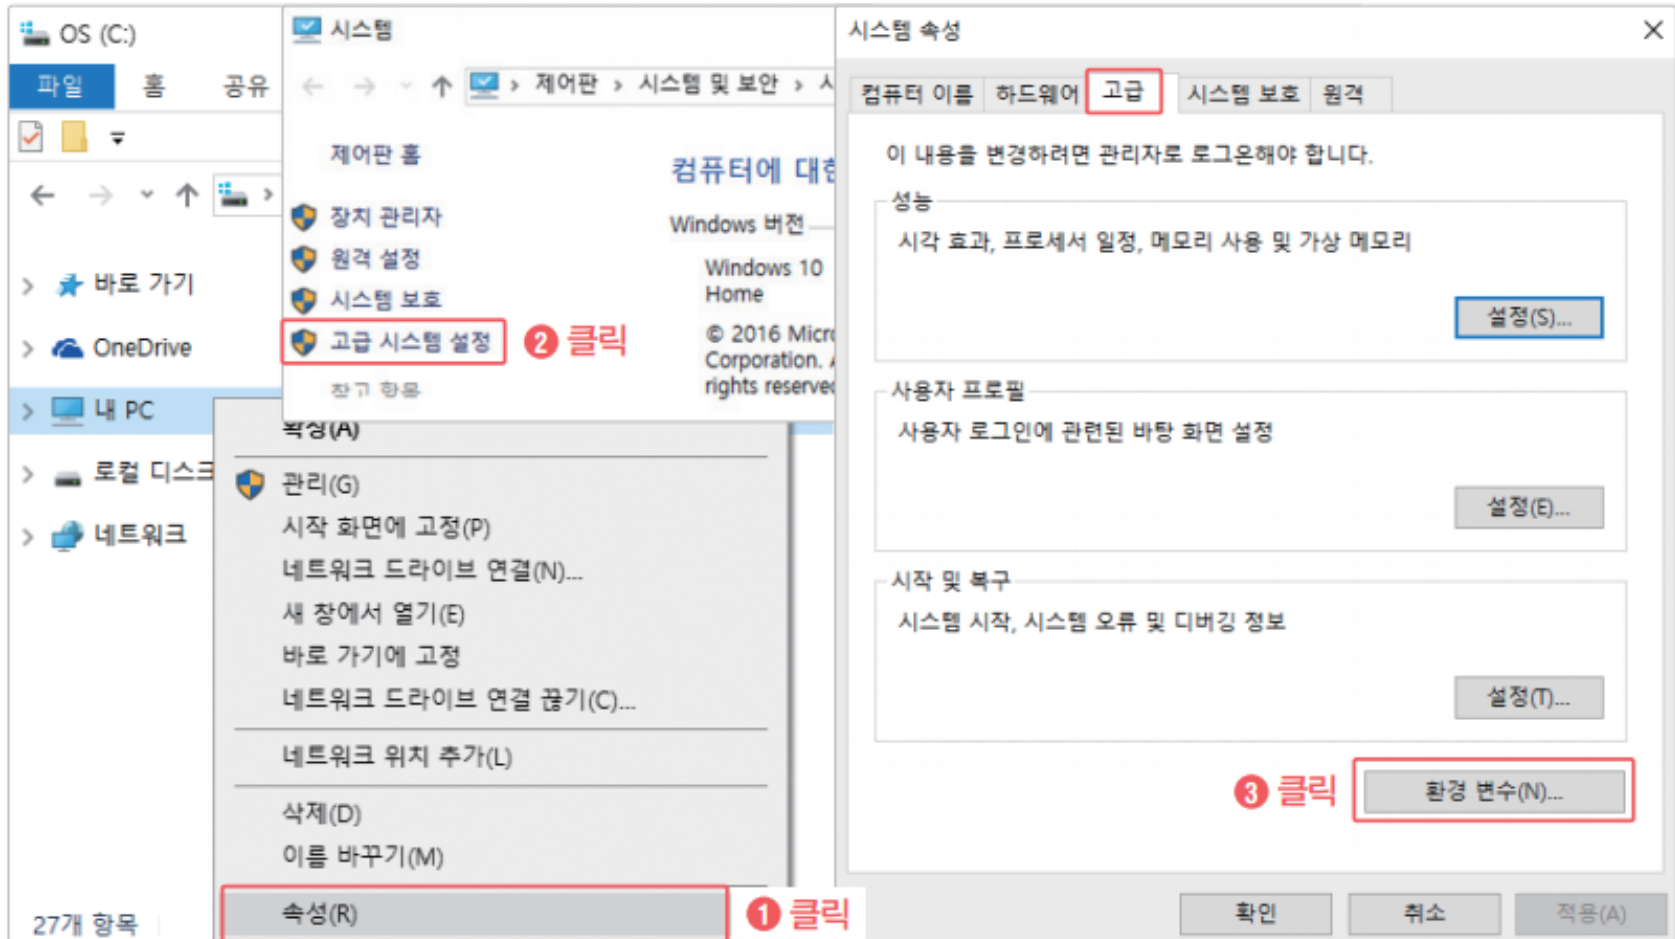 OS (C:)
파일 홈 공유
바로 가기
OneDrive
내 PC
로컬 디스크
네트워크
27개 항목
시스템
제어판 › 시스템 및 보안 ›
제어판 홈
장치 관리자
원격 설정
시스템 보호
고급 시스템 설정
❷ 클릭
참고 항목
컴퓨터에 대한
Windows 버전
Windows 10
Home
© 2016 Micro
Corporation.
rights reserved
확장(A)
관리(G)
시작 화면에 고정(P)
네트워크 드라이브 연결(N)...
새 창에서 열기(E)
바로 가기에 고정
네트워크 드라이브 연결 끊기(C)...
네트워크 위치 추가(L)
삭제(D)
이름 바꾸기(M)
속성(R)
❶ 클릭
시스템 속성
컴퓨터 이름 하드웨어 고급 시스템 보호 원격
이 내용을 변경하려면 관리자로 로그온해야 합니다.
성능
시각 효과, 프로세서 일정, 메모리 사용 및 가상 메모리
설정(S)...
사용자 프로필
사용자 로그인에 관련된 바탕 화면 설정
설정(E)...
시작 및 복구
시스템 시작, 시스템 오류 및 디버깅 정보
설정(T)...
❸ 클릭
환경 변수(N)...
확인 취소 적용(A)